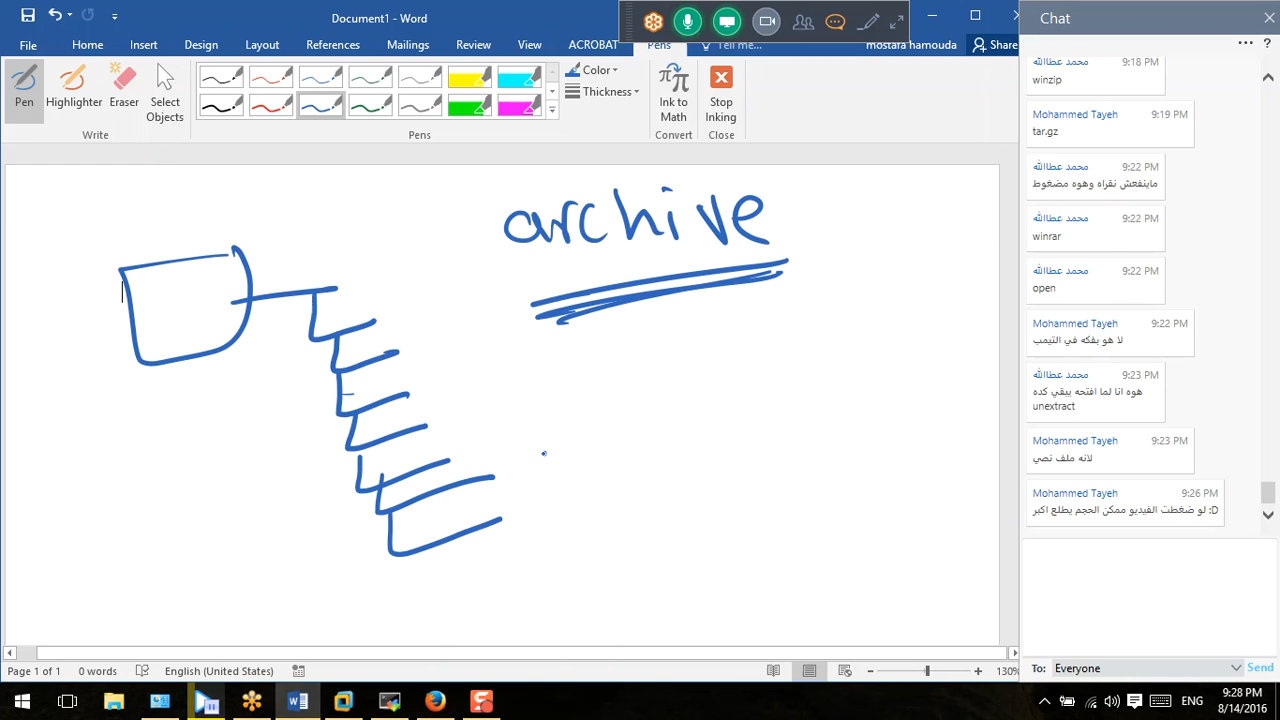 Document1 - Word
File
Home
Insert
Design
Layout
References
Mailings
Review
View
ACROBAT
Pens
Tell me...
mostafa hamouda
Share
Pen
Highlighter
Eraser
Select Objects
Color
Thickness
Ink to Math
Stop Inking
Write
Pens
Convert
Close
archive
Page 1 of 1
0 words
English (United States)
130%
Chat
محمد عطاالله 9:18 PM
winzip
Mohammed Tayeh 9:19 PM
tar.gz
محمد عطاالله 9:22 PM
ماينفعش نقراه وهوه مضغوط
محمد عطاالله 9:22 PM
winrar
محمد عطاالله 9:22 PM
open
Mohammed Tayeh 9:22 PM
لا هو بفكه في التيمب
محمد عطاالله 9:23 PM
هوه انا لما افتحه يبقي كده
unextract
Mohammed Tayeh 9:23 PM
لانه ملف نصي
Mohammed Tayeh 9:26 PM
لو ضغطت الفيديو ممكن الحجم يطلع اكبر :D
To: Everyone Send
ENG
9:28 PM
8/14/2016